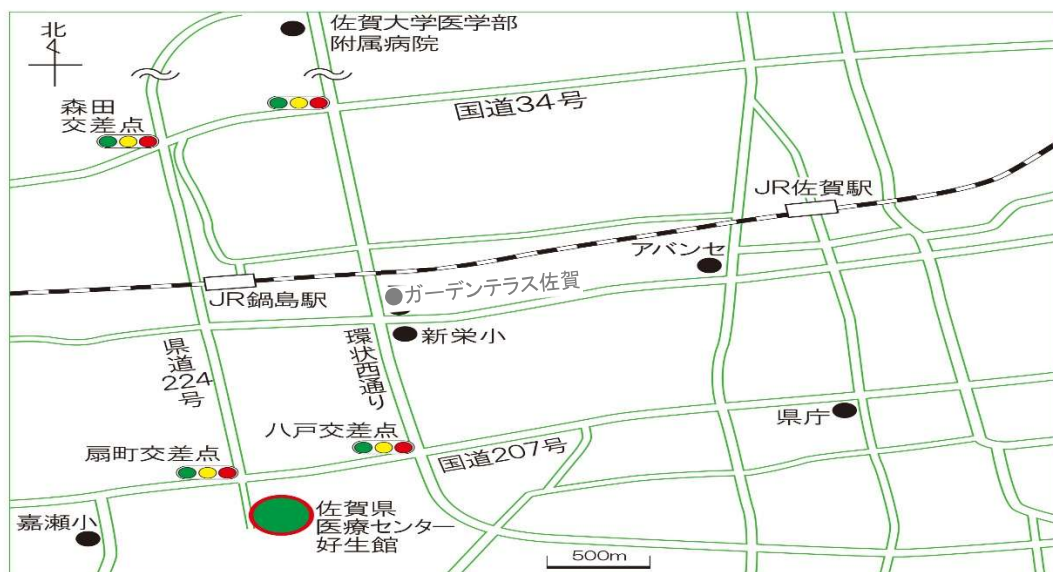 北
佐賀大学医学部
附属病院
森田
交差点
国道34号
JR佐賀駅
アバンセ
ガーデンテラス佐賀
JR鍋島駅
新栄小
県道224号
環状西通り
県庁
八戸交差点
国道207号
扇町交差点
佐賀県
医療センター
好生館
嘉瀬小
500m